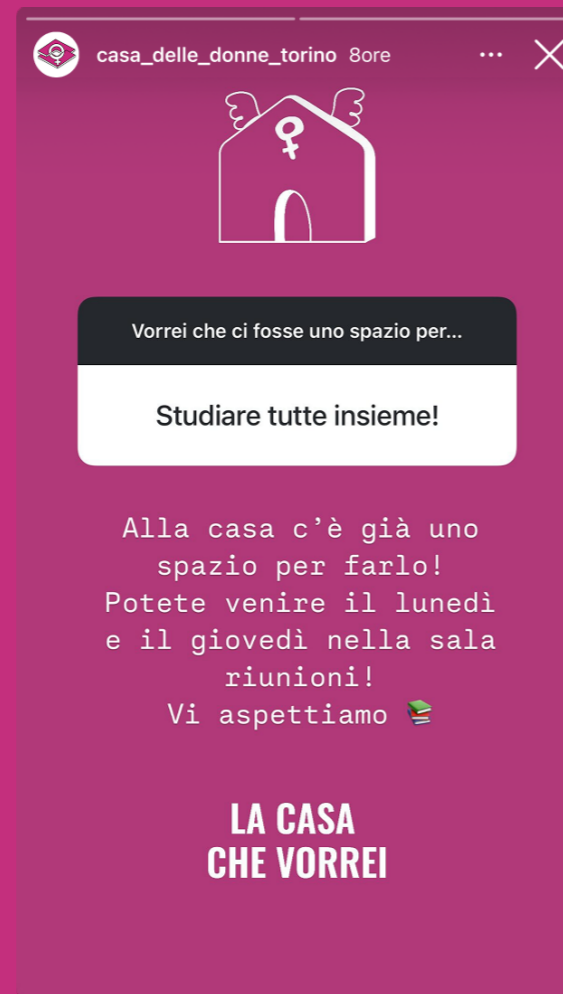 casa_delle_donne_torino 8ore
Vorrei che ci fosse uno spazio per...
Studiare tutte insieme!
Alla casa c’è già uno
spazio per farlo!
Potete venire il lunedì
e il giovedì nella sala
riunioni!
Vi aspettiamo 📚
LA CASA
CHE VORREI